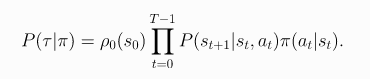 P(τ|π) = ρ₀(s₀) ∏_{t=0}^{T−1} P(s_{t+1}|s_t, a_t)π(a_t|s_t).